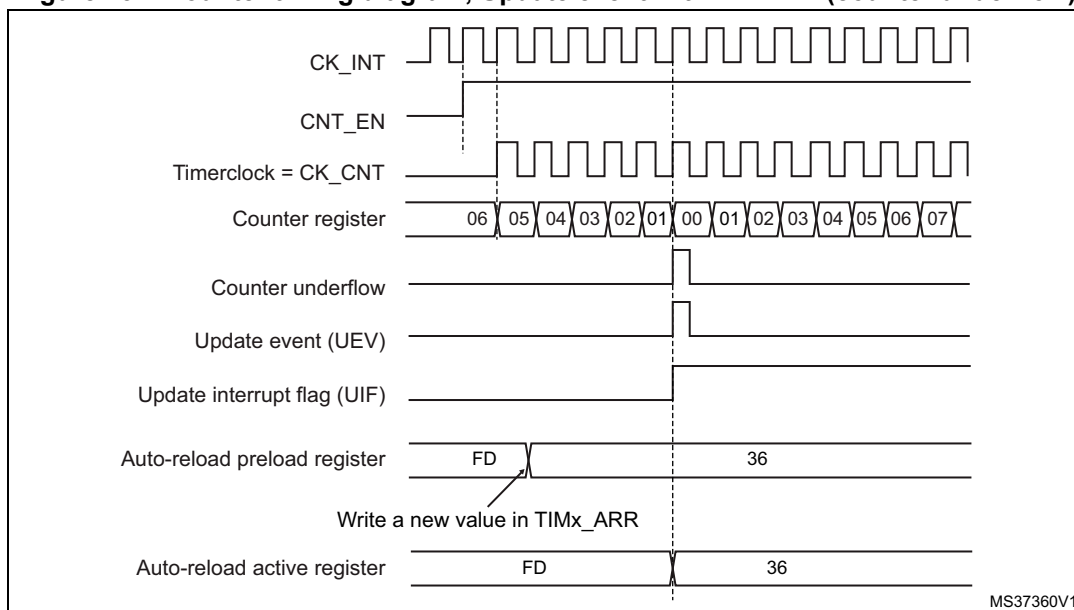 CK_INT
CNT_EN
Timerclock = CK_CNT
Counter register 06 05 04 03 02 01 00 01 02 03 04 05 06 07
Counter underflow
Update event (UEV)
Update interrupt flag (UIF)
Auto-reload preload register FD 36
Write a new value in TIMx_ARR
Auto-reload active register FD 36
MS37360V1